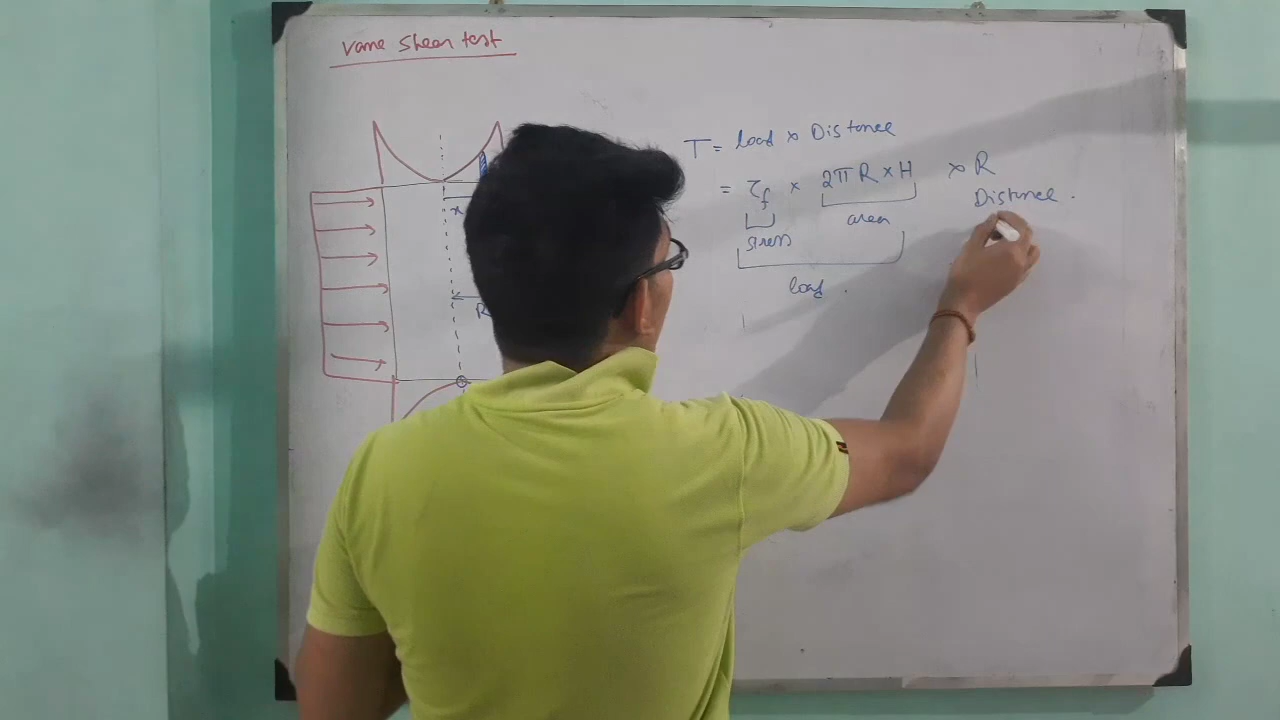 Vane Shear test
T = load × Distance
= τf × 2πR×H × R
Distance.
stress
area
load.
x
R